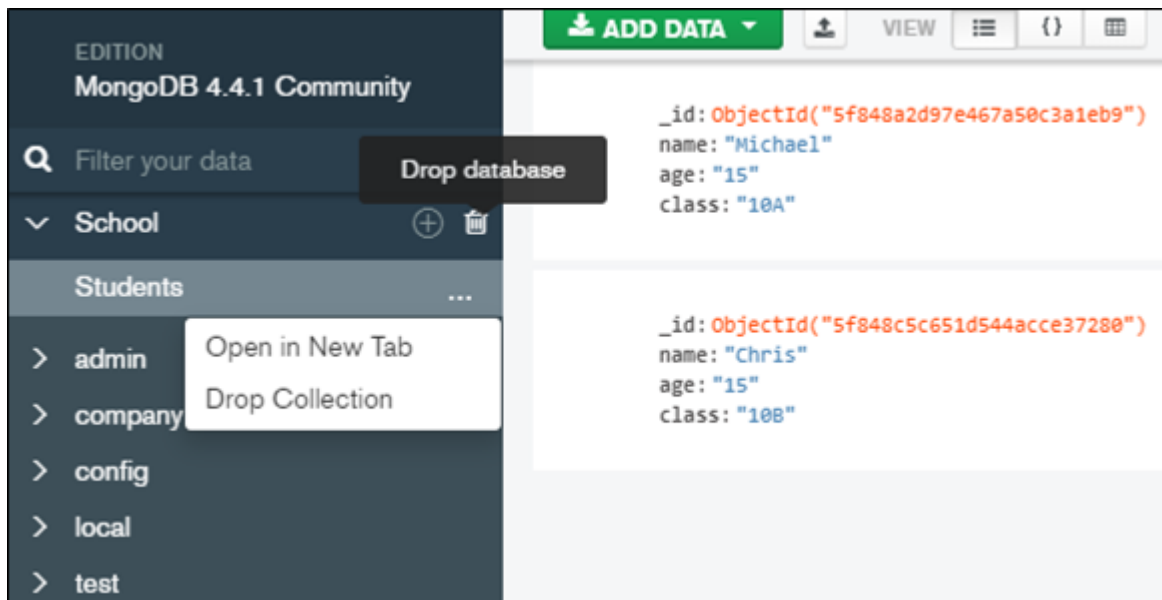 EDITION
MongoDB 4.4.1 Community
Filter your data
Drop database
School
Students
...
Open in New Tab
Drop Collection
admin
company
config
local
test
ADD DATA
VIEW
{}
_id: ObjectId("5f848a2d97e467a50c3a1eb9")
name: "Michael"
age: "15"
class: "10A"
_id: ObjectId("5f848c5c651d544acce37280")
name: "Chris"
age: "15"
class: "10B"